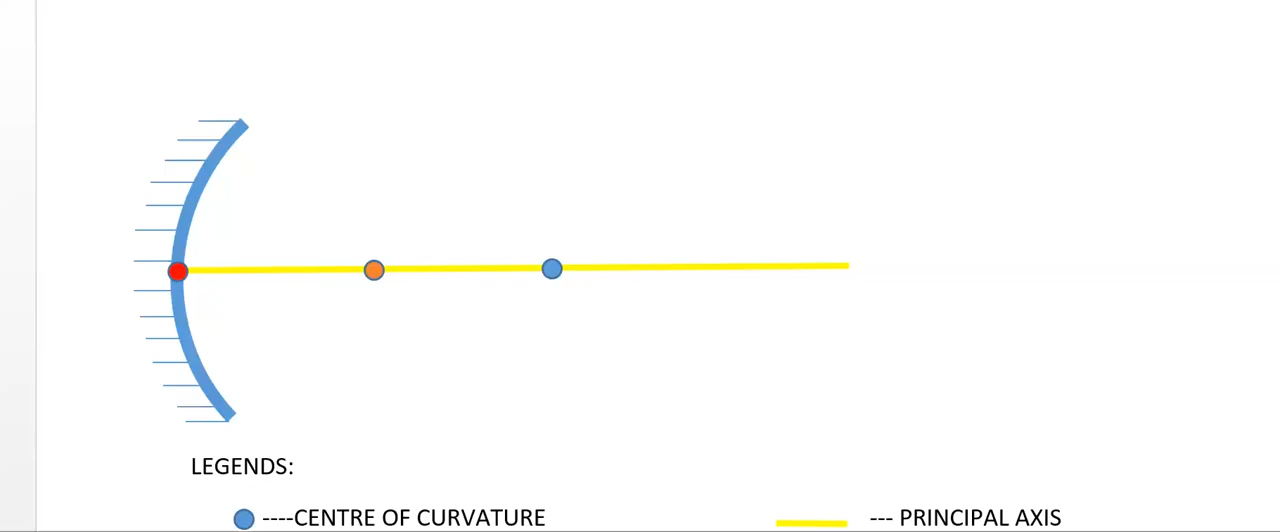 LEGENDS:
----CENTRE OF CURVATURE
--- PRINCIPAL AXIS